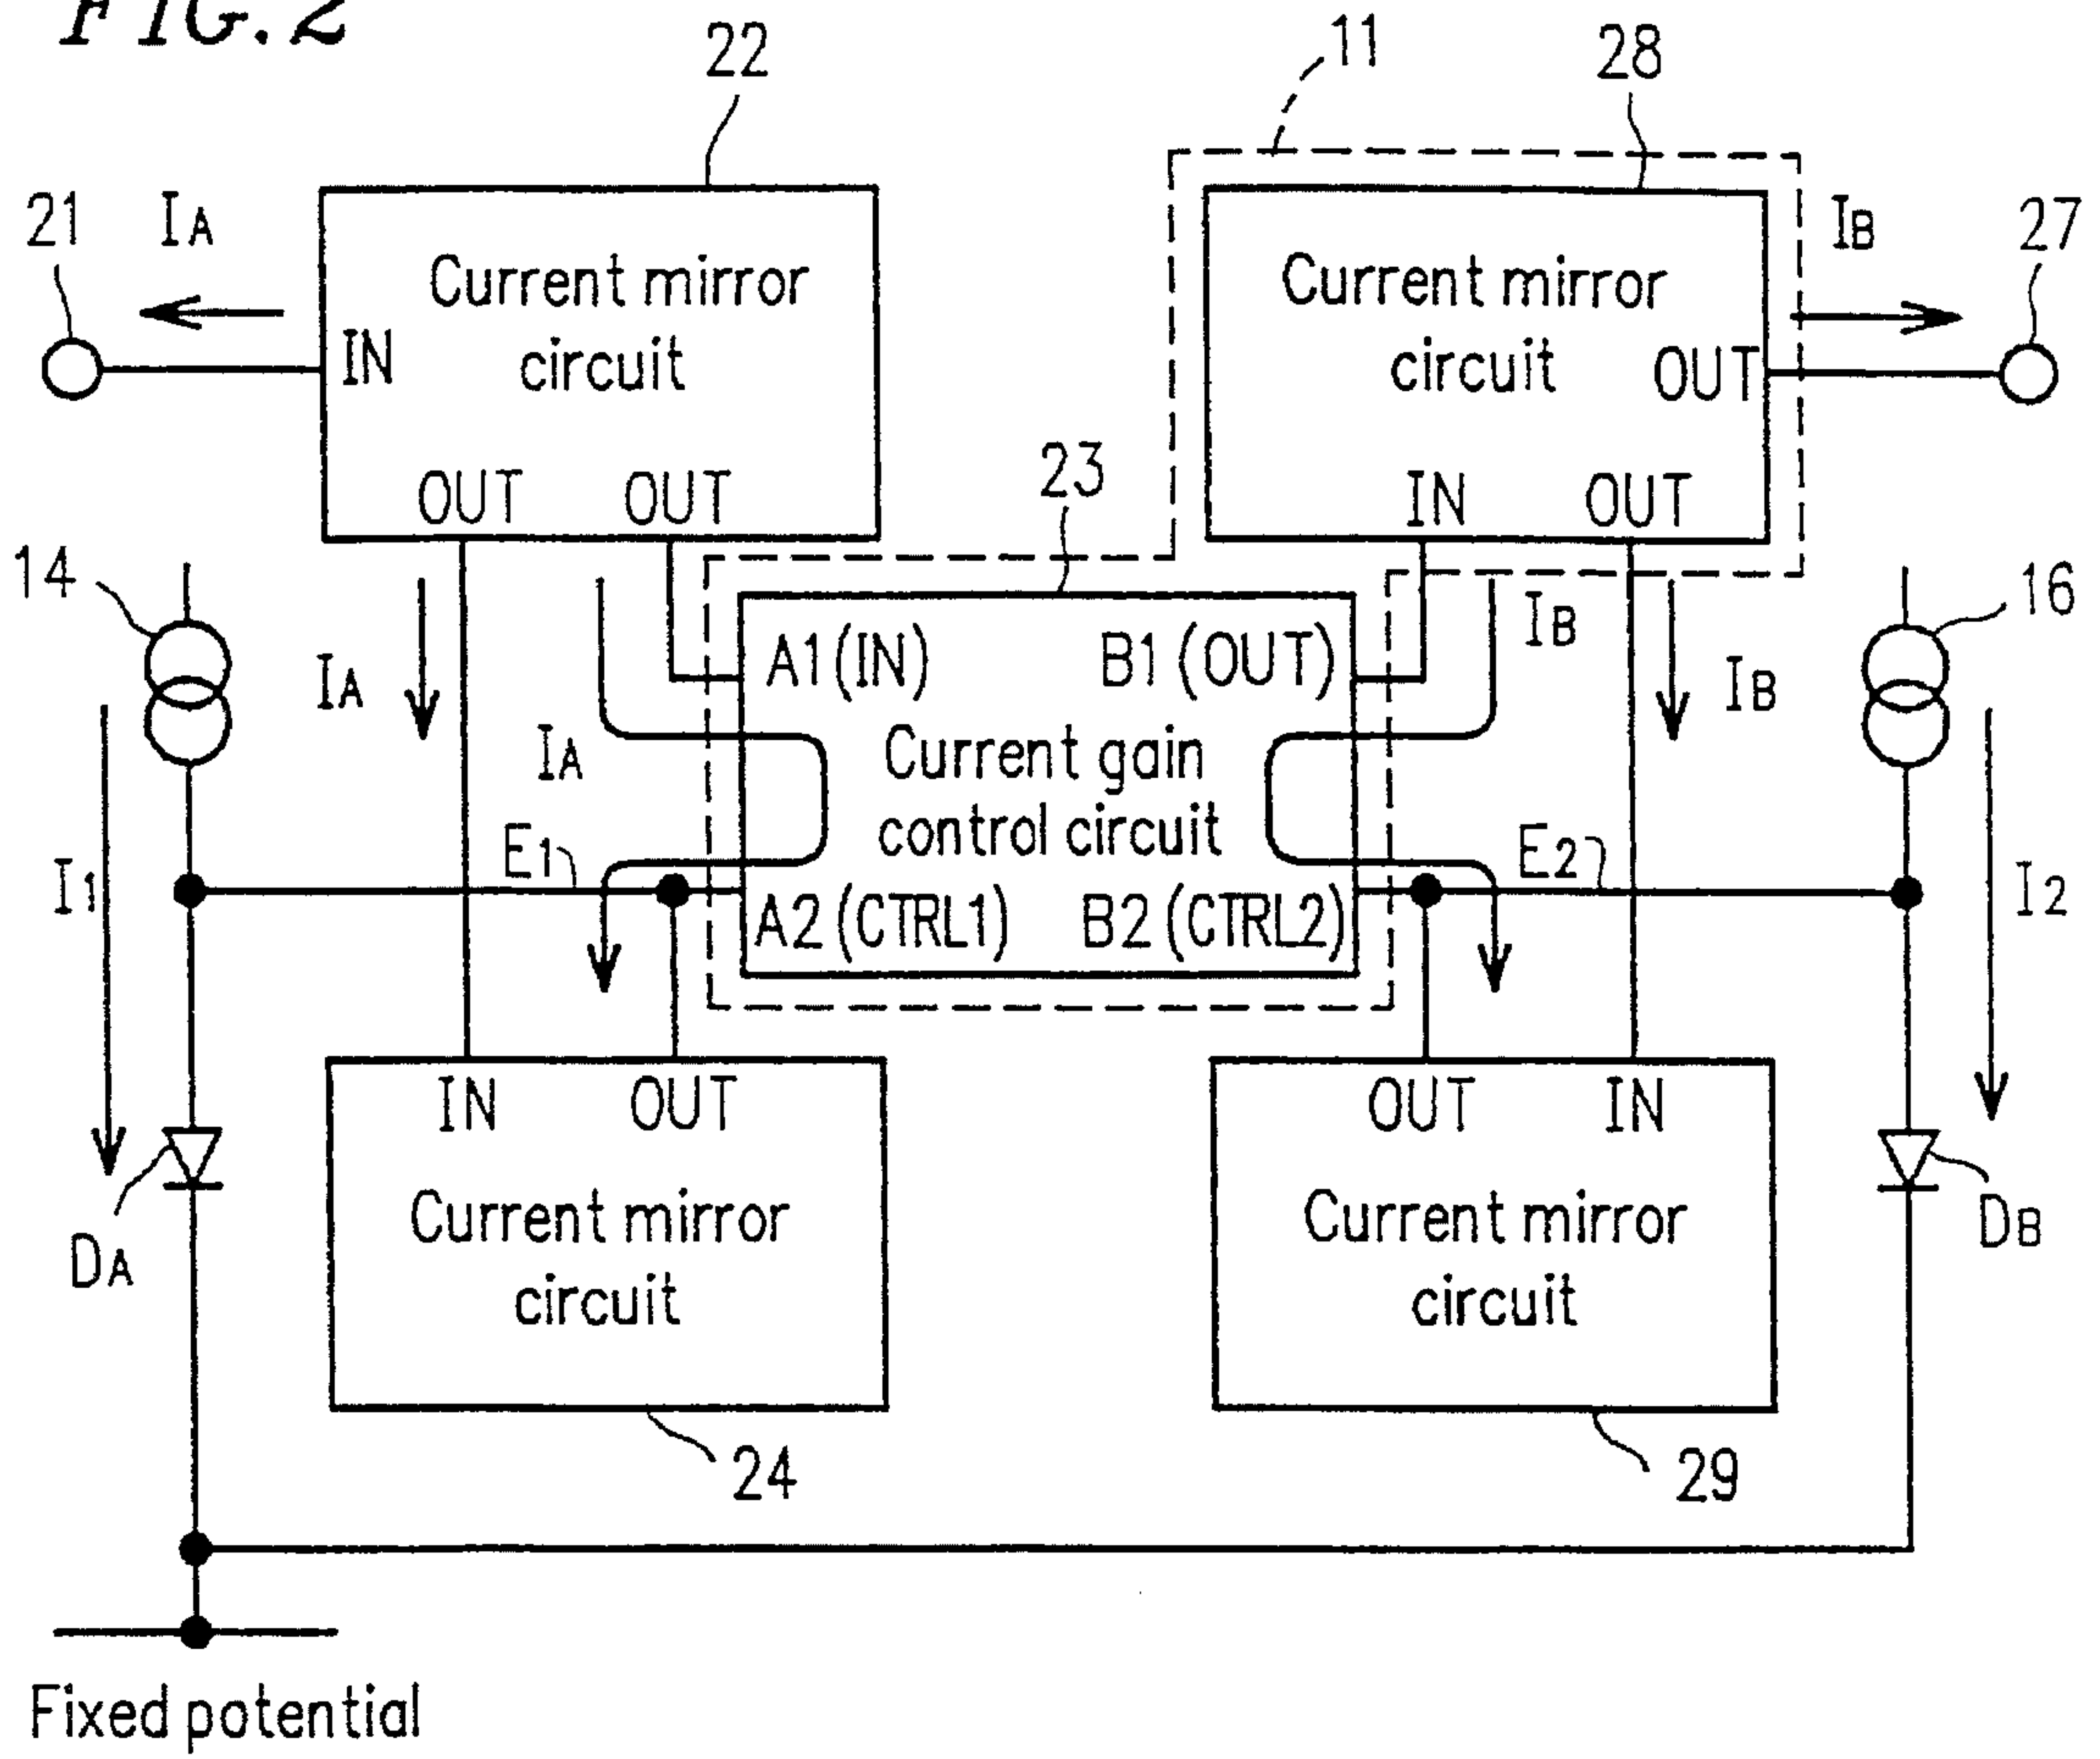 FIG. 2
22
11
28
21
IA
IB
27
Current mirror
circuit
IN
OUT OUT
Current mirror
circuit
OUT
IN OUT
23
14
16
IA
IA
IB
IB
A1 (IN) B1 (OUT)
Current gain
control circuit
A2 (CTRL1) B2 (CTRL2)
E1
E2
I1
I2
IN OUT
Current mirror
circuit
OUT IN
Current mirror
circuit
DA
DB
24
29
Fixed potential